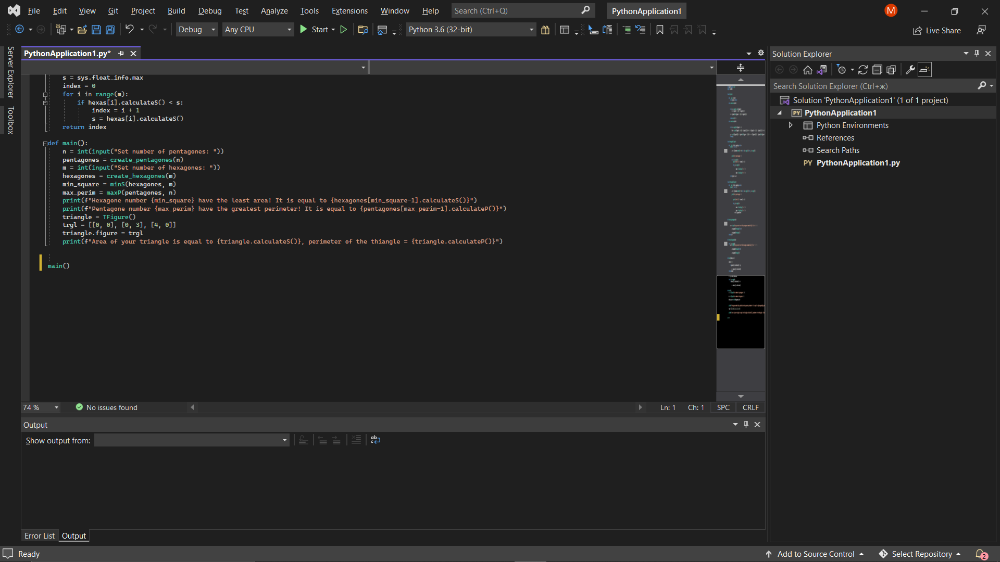 File Edit View Git Project Build Debug Test Analyze Tools Extensions Window Help Search (Ctrl+Q) PythonApplication1 M
Debug Any CPU Start Python 3.6 (32-bit) Live Share
Server Explorer
Toolbox
PythonApplication1.py*
s = sys.float_info.max
index = 0
for i in range(m):
if hexas[i].calculateS() < s:
index = i + 1
s = hexas[i].calculateS()
return index
def main():
n = int(input("Set number of pentagones: "))
pentagones = create_pentagones(n)
m = int(input("Set number of hexagones: "))
hexagones = create_hexagones(m)
min_square = minS(hexagones, m)
max_perim = maxP(pentagones, n)
print(f"Hexagone number {min_square} have the least area! It is equal to {hexagones[min_square-1].calculateS()}")
print(f"Pentagone number {max_perim} have the greatest perimeter! It is equal to {pentagones[max_perim-1].calculateP()}")
triangle = TFigure()
trgl = [[0, 0], [0, 3], [4, 0]]
triangle.figure = trgl
print(f"Area of your triangle is equal to {triangle.calculateS()}, perimeter of the thiangle = {triangle.calculateP()}")
main()
74 % No issues found Ln: 1 Ch: 1 SPC CRLF
Output
Show output from:
Error List Output
Solution Explorer
Search Solution Explorer (Ctrl+ж)
Solution 'PythonApplication1' (1 of 1 project)
PY PythonApplication1
Python Environments
References
Search Paths
PY PythonApplication1.py
Ready Add to Source Control Select Repository 2